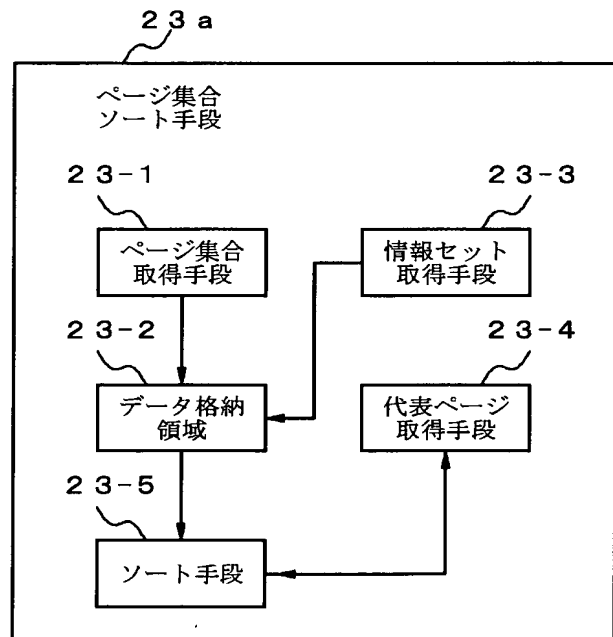 23a
ページ集合
ソート手段
23-1
ページ集合
取得手段
23-3
情報セット
取得手段
23-2
データ格納
領域
23-4
代表ページ
取得手段
23-5
ソート手段